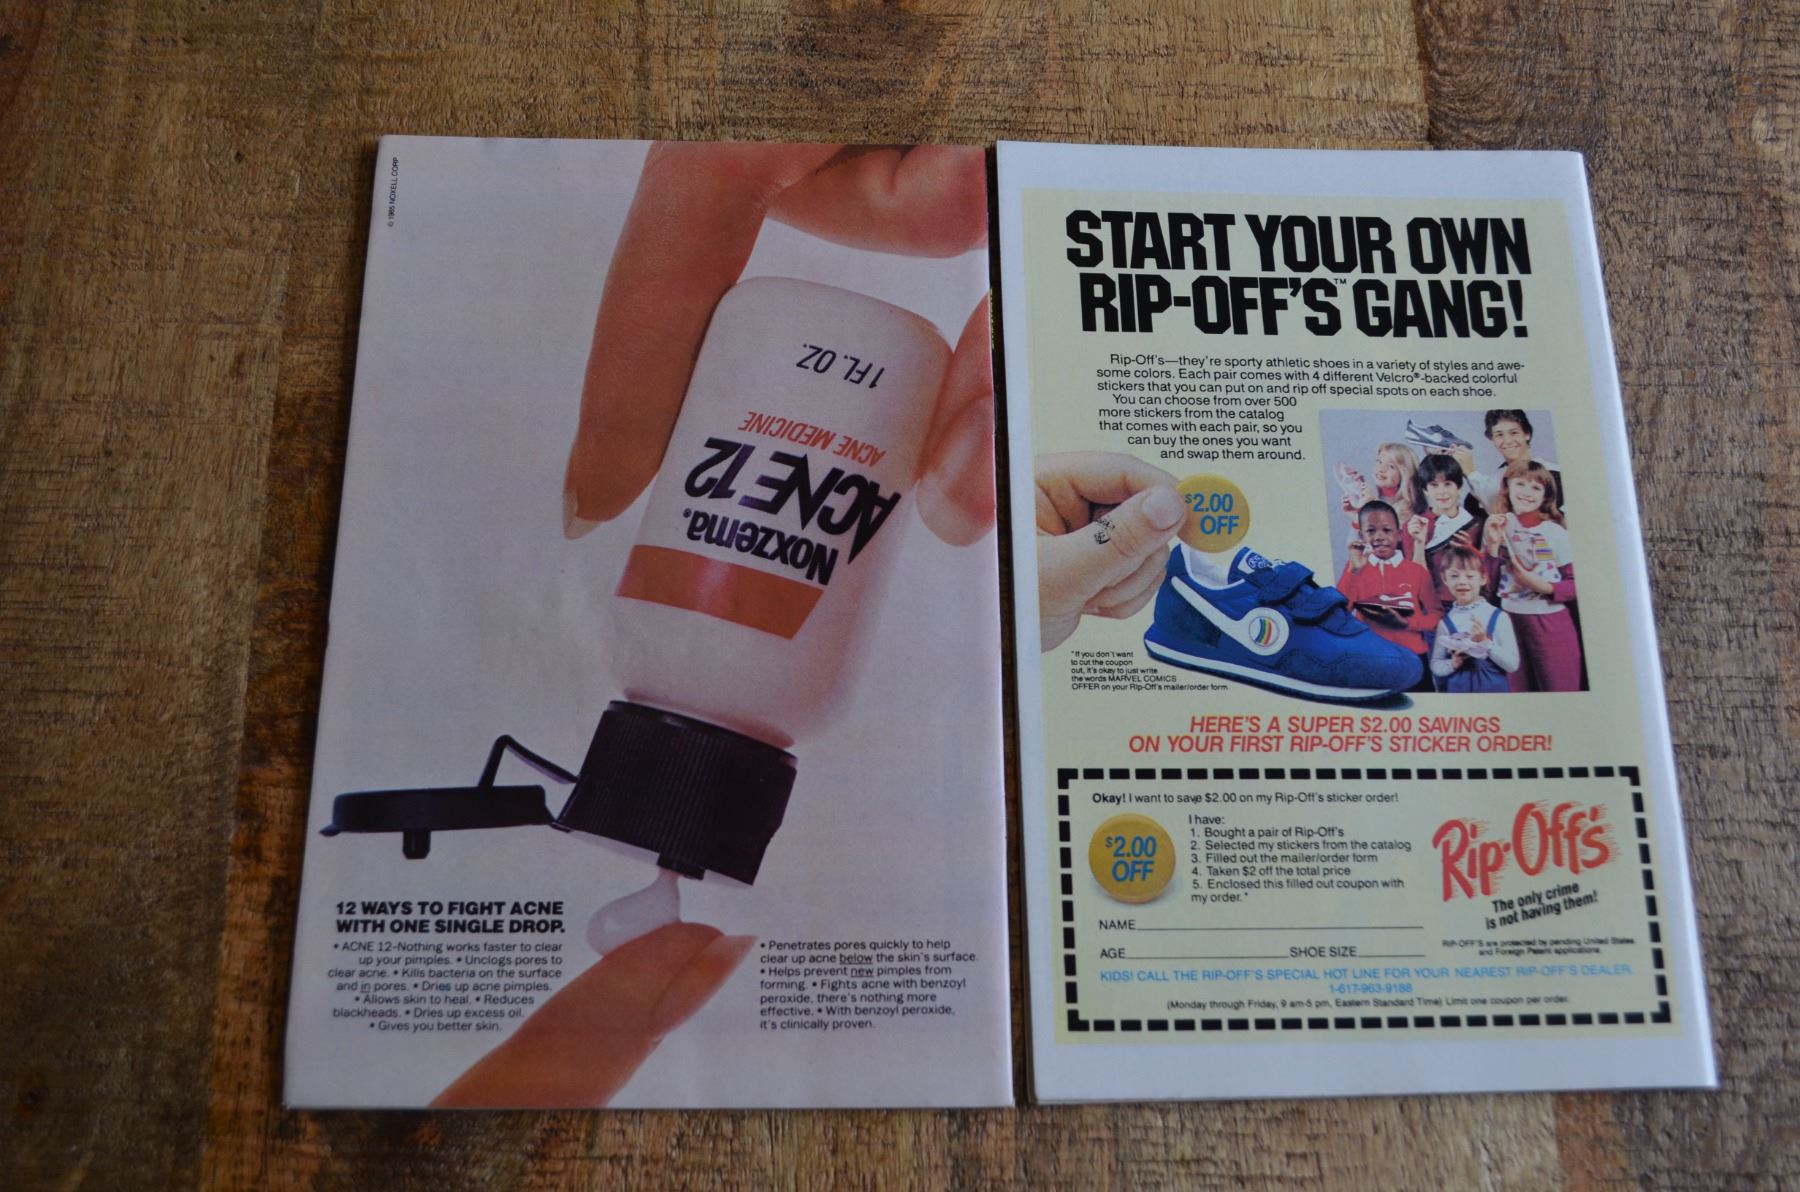 © 1985 NOXELL CORP
1 FL. OZ.
ACNE MEDICINE
ACNE 12
Noxzema®
12 WAYS TO FIGHT ACNE
WITH ONE SINGLE DROP.
• ACNE 12-Nothing works faster to clear
up your pimples. • Unclogs pores to
clear acne. • Kills bacteria on the surface
and in pores. • Dries up acne pimples.
• Allows skin to heal. • Reduces
blackheads. • Dries up excess oil.
• Gives you better skin.
• Penetrates pores quickly to help
clear up acne below the skin's surface.
• Helps prevent new pimples from
forming. • Fights acne with benzoyl
peroxide, there's nothing more
effective. • With benzoyl peroxide,
it's clinically proven.
START YOUR OWN
RIP-OFF'S™ GANG!
Rip-Off's—they're sporty athletic shoes in a variety of styles and awe-
some colors. Each pair comes with 4 different Velcro®-backed colorful
stickers that you can put on and rip off special spots on each shoe.
You can choose from over 500
more stickers from the catalog
that comes with each pair, so you
can buy the ones you want
and swap them around.
$2.00
OFF
*If you don't want
to cut the coupon
out, it's okay to just write
the words MARVEL COMICS
OFFER on your Rip-Off's mailer/order form
HERE'S A SUPER $2.00 SAVINGS
ON YOUR FIRST RIP-OFF'S STICKER ORDER!
Okay! I want to save $2.00 on my Rip-Off's sticker order!
$2.00
OFF
I have:
1. Bought a pair of Rip-Off's
2. Selected my stickers from the catalog
3. Filled out the mailer/order form
4. Taken $2 off the total price
5. Enclosed this filled out coupon with
my order.*
Rip-Off's
The only crime
is not having them!
NAME
AGE SHOE SIZE
RIP-OFF'S are protected by pending United States
and Foreign Patent applications
KIDS! CALL THE RIP-OFF'S SPECIAL HOT LINE FOR YOUR NEAREST RIP-OFF'S DEALER.
1-617-963-9188
(Monday through Friday, 9 am-5 pm, Eastern Standard Time) Limit one coupon per order.